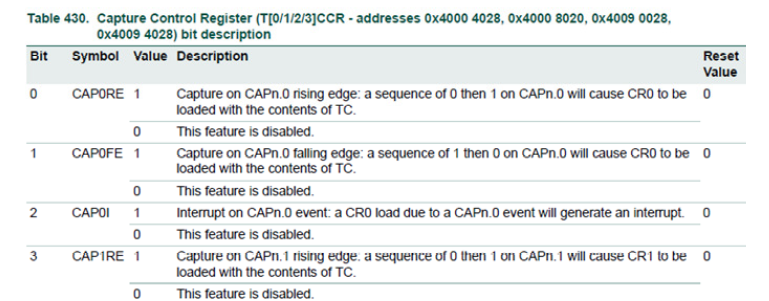 Table 430. Capture Control Register (T[0/1/2/3]CCR - addresses 0x4000 4028, 0x4000 8020, 0x4009 0028,
0x4009 4028) bit description
Bit Symbol Value Description Reset
Value
0 CAP0RE 1 Capture on CAPn.0 rising edge: a sequence of 0 then 1 on CAPn.0 will cause CR0 to be 0
loaded with the contents of TC.
0 This feature is disabled.
1 CAP0FE 1 Capture on CAPn.0 falling edge: a sequence of 1 then 0 on CAPn.0 will cause CR0 to be 0
loaded with the contents of TC.
0 This feature is disabled.
2 CAP0I 1 Interrupt on CAPn.0 event: a CR0 load due to a CAPn.0 event will generate an interrupt. 0
0 This feature is disabled.
3 CAP1RE 1 Capture on CAPn.1 rising edge: a sequence of 0 then 1 on CAPn.1 will cause CR1 to be 0
loaded with the contents of TC.
0 This feature is disabled.